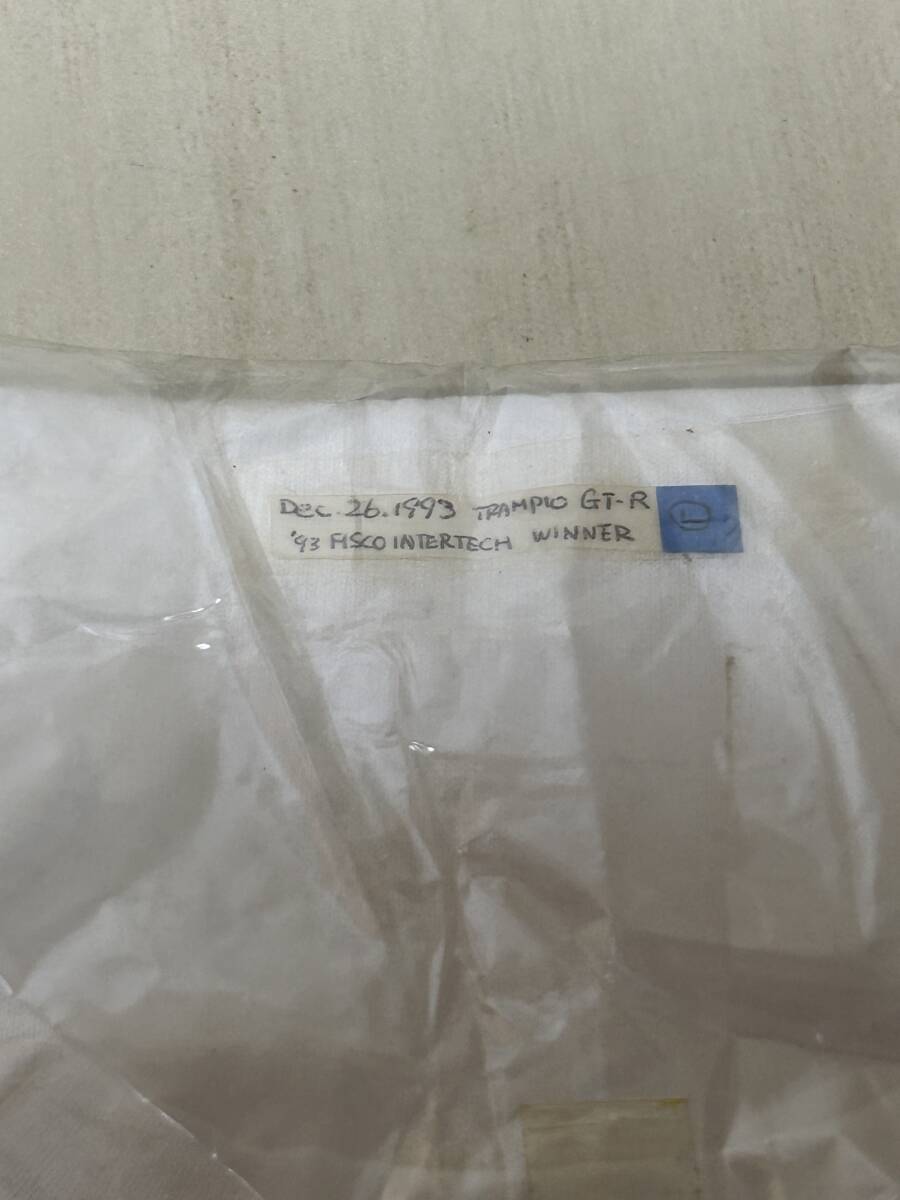 Dec. 26. 1993 TRAMPIO GT-R
'93 FISCO INTERTECH WINNER
L